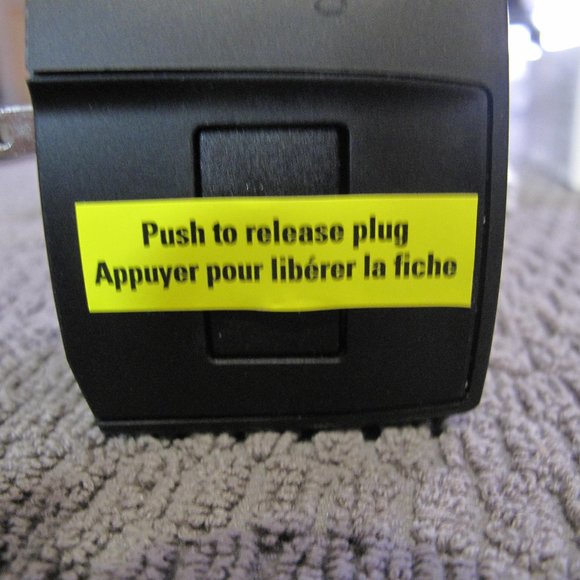 Push to release plug
Appuyer pour libérer la fiche